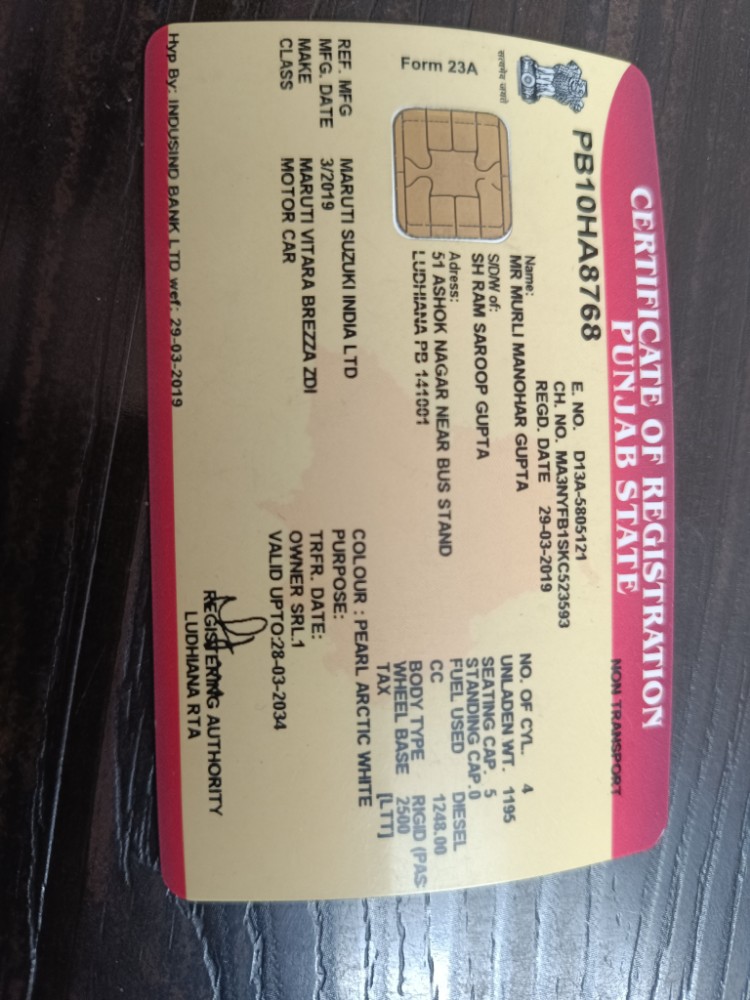 CERTIFICATE OF REGISTRATION
PUNJAB STATE
NON TRANSPORT
सत्यमेव जयते
PB10HA8768
Form 23A
E. NO. D13A-5805121
CH. NO. MA3NYFB1SKC523593
REGD. DATE 29-03-2019
Name:
MR MURLI MANOHAR GUPTA
S/D/W of:
SH RAM SAROOP GUPTA
Adress:
51 ASHOK NAGAR NEAR BUS STAND
LUDHIANA PB 141001
NO. OF CYL. 4
UNLADEN WT. 1195
SEATING CAP. 5
STANDING CAP.0
FUEL USED DIESEL
CC 1248.00
BODY TYPE RIGID (PAS
WHEEL BASE 2500
TAX [LTT]
REF. MFG MARUTI SUZUKI INDIA LTD
MFG. DATE 3/2019
MAKE MARUTI VITARA BREZZA ZDI
CLASS MOTOR CAR
COLOUR : PEARL ARCTIC WHITE
PURPOSE:
TRFR. DATE:
OWNER SRL.1
VALID UPTO:28-03-2034
REGISTERING AUTHORITY
LUDHIANA RTA
Hyp By: INDUSIND BANK LTD wef: 29-03-2019